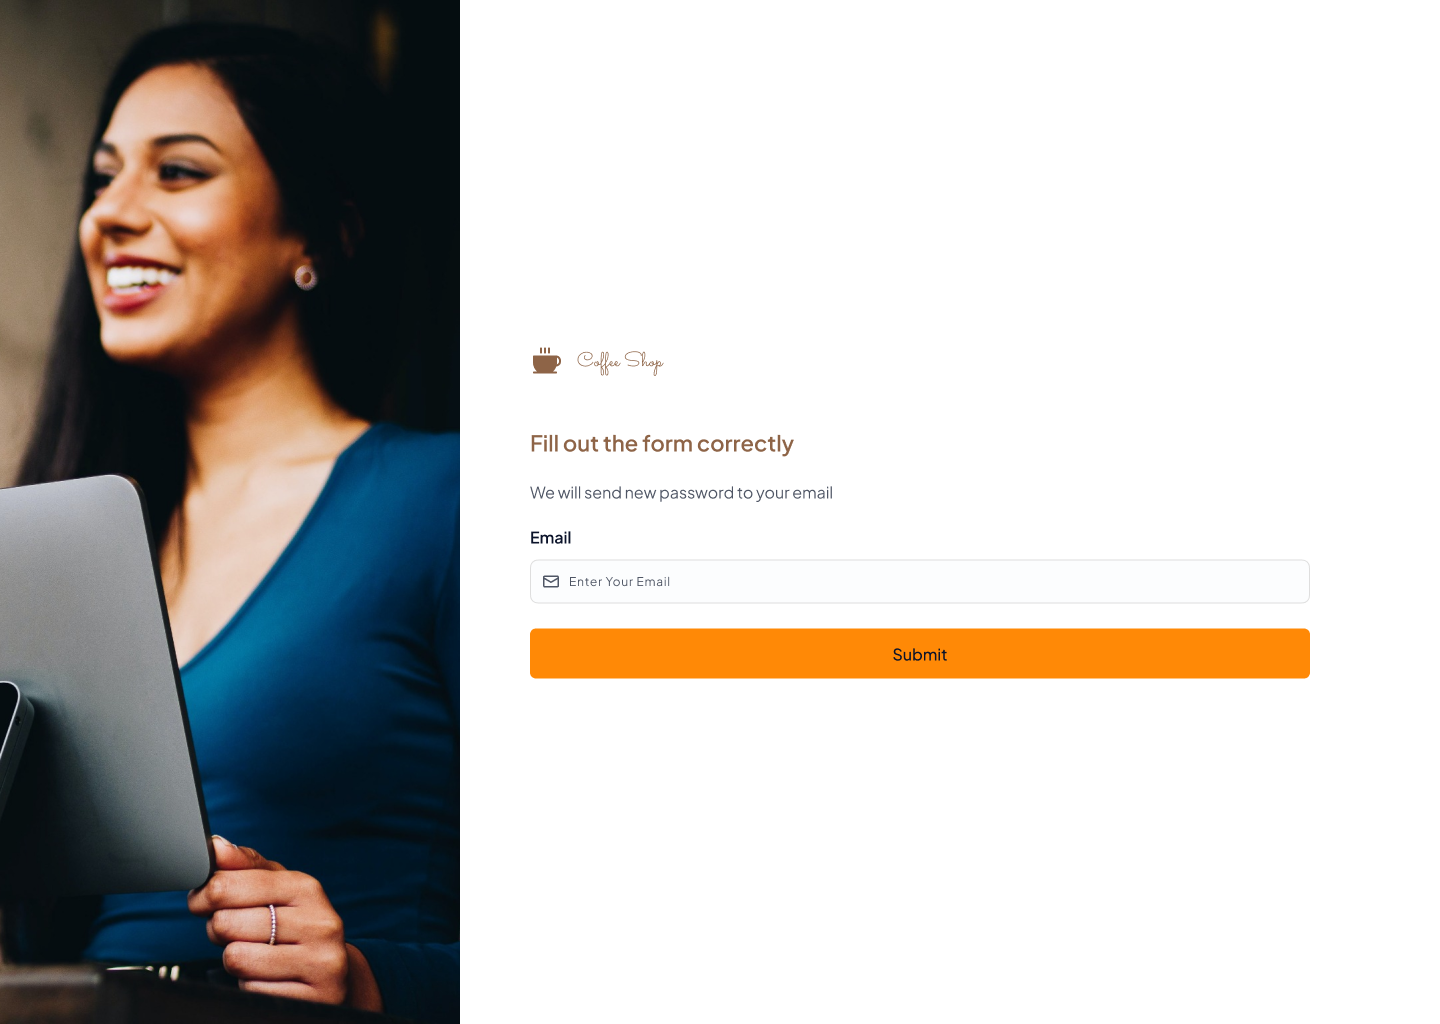 Coffee Shop
Fill out the form correctly
We will send new password to your email
Email
Enter Your Email
Submit